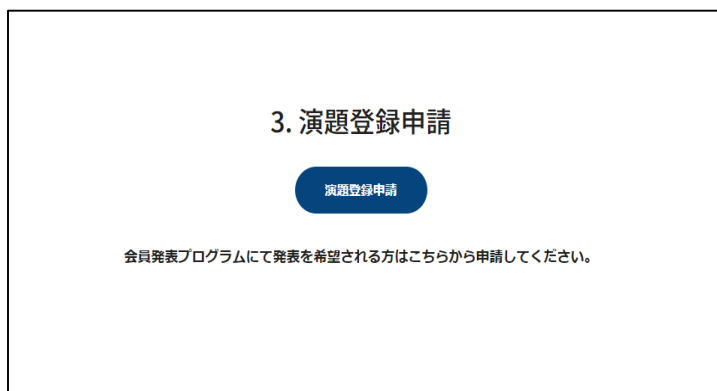 3. 演題登録申請
演題登録申請
会員発表プログラムにて発表を希望される方はこちらから申請してください。